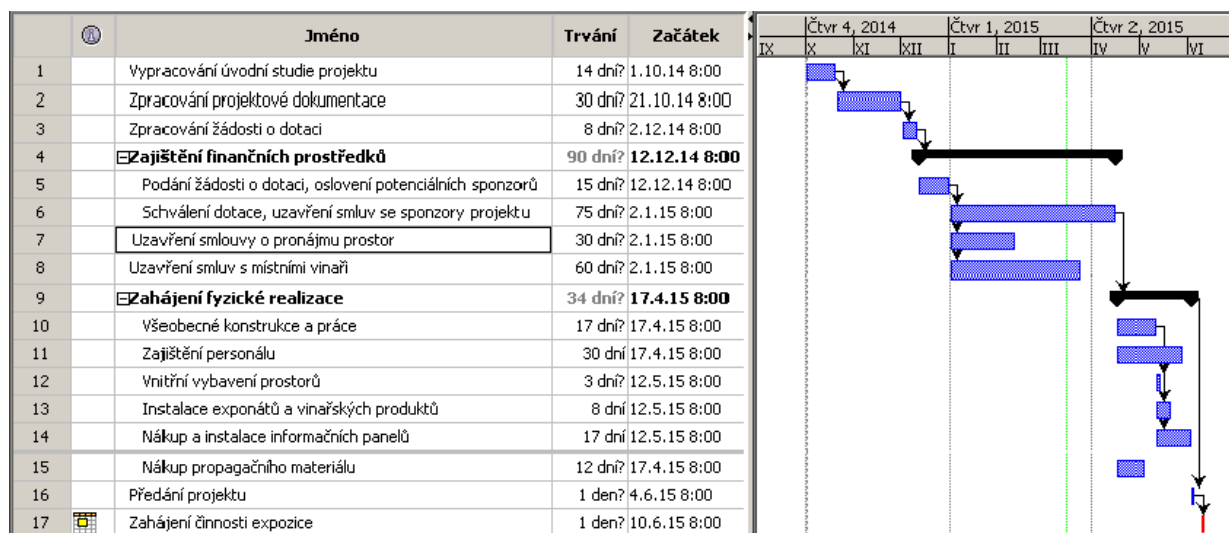 Jméno Trvání Začátek
Čtvr 4, 2014 Čtvr 1, 2015 Čtvr 2, 2015
IX X XI XII I II III IV V VI
1 Vypracování úvodní studie projektu 14 dní? 1.10.14 8:00
2 Zpracování projektové dokumentace 30 dní? 21.10.14 8:00
3 Zpracování žádosti o dotaci 8 dní? 2.12.14 8:00
4 Zajištění finančních prostředků 90 dní? 12.12.14 8:00
5 Podání žádosti o dotaci, oslovení potenciálních sponzorů 15 dní? 12.12.14 8:00
6 Schválení dotace, uzavření smluv se sponzory projektu 75 dní? 2.1.15 8:00
7 Uzavření smlouvy o pronájmu prostor 30 dní? 2.1.15 8:00
8 Uzavření smluv s místními vinaři 60 dní? 2.1.15 8:00
9 Zahájení fyzické realizace 34 dní? 17.4.15 8:00
10 Všeobecné konstrukce a práce 17 dní? 17.4.15 8:00
11 Zajištění personálu 30 dní 17.4.15 8:00
12 Vnitřní vybavení prostorů 3 dní? 12.5.15 8:00
13 Instalace exponátů a vinařských produktů 8 dní 12.5.15 8:00
14 Nákup a instalace informačních panelů 17 dní 12.5.15 8:00
15 Nákup propagačního materiálu 12 dní? 17.4.15 8:00
16 Předání projektu 1 den? 4.6.15 8:00
17 Zahájení činnosti expozice 1 den? 10.6.15 8:00